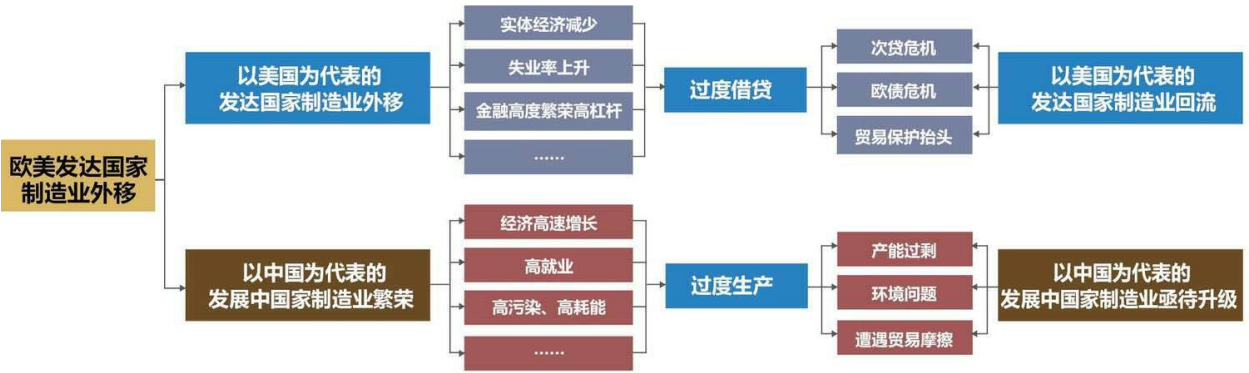 欧美发达国家
制造业外移
以美国为代表的
发达国家制造业外移
实体经济减少
失业率上升
金融高度繁荣高杠杆
……
过度借贷
次贷危机
欧债危机
贸易保护抬头
以美国为代表的
发达国家制造业回流
以中国为代表的
发展中国家制造业繁荣
经济高速增长
高就业
高污染、高耗能
……
过度生产
产能过剩
环境问题
遭遇贸易摩擦
以中国为代表的
发展中国家制造业亟待升级